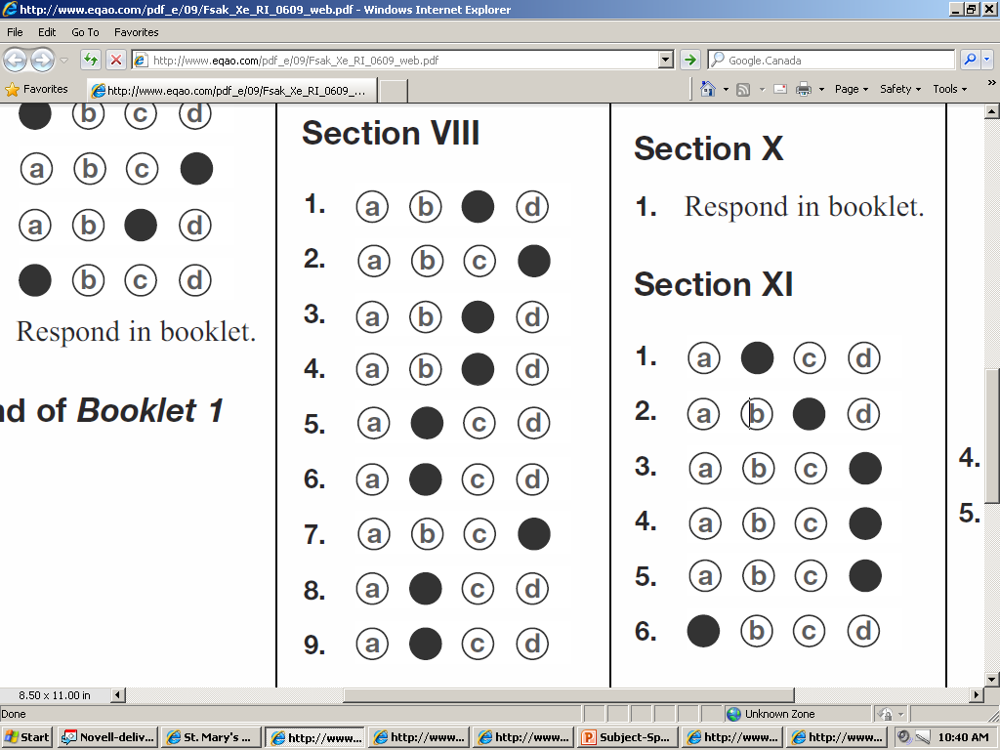 http://www.eqao.com/pdf_e/09/Fsak_Xe_RI_0609_web.pdf - Windows Internet Explorer
File Edit Go To Favorites
http://www.eqao.com/pdf_e/09/Fsak_Xe_RI_0609_web.pdf
Google.Canada
Favorites
http://www.eqao.com/pdf_e/09/Fsak_Xe_RI_0609_...
Page Safety Tools »
b c d
a b c
a b d
b c d
Respond in booklet.
nd of Booklet 1
Section VIII
1. a b d
2. a b c
3. a b d
4. a b d
5. a c d
6. a c d
7. a b c
8. a c d
9. a c d
Section X
1. Respond in booklet.
Section XI
1. a c d
2. a b d
3. a b c
4. a b c
5. a b c
6. b c d
4.
5.
8.50 x 11.00 in
Done
Unknown Zone
Start
Novell-deliv...
St. Mary's ...
http://www...
http://www...
http://www...
Subject-Sp...
http://www...
http://www...
10:40 AM